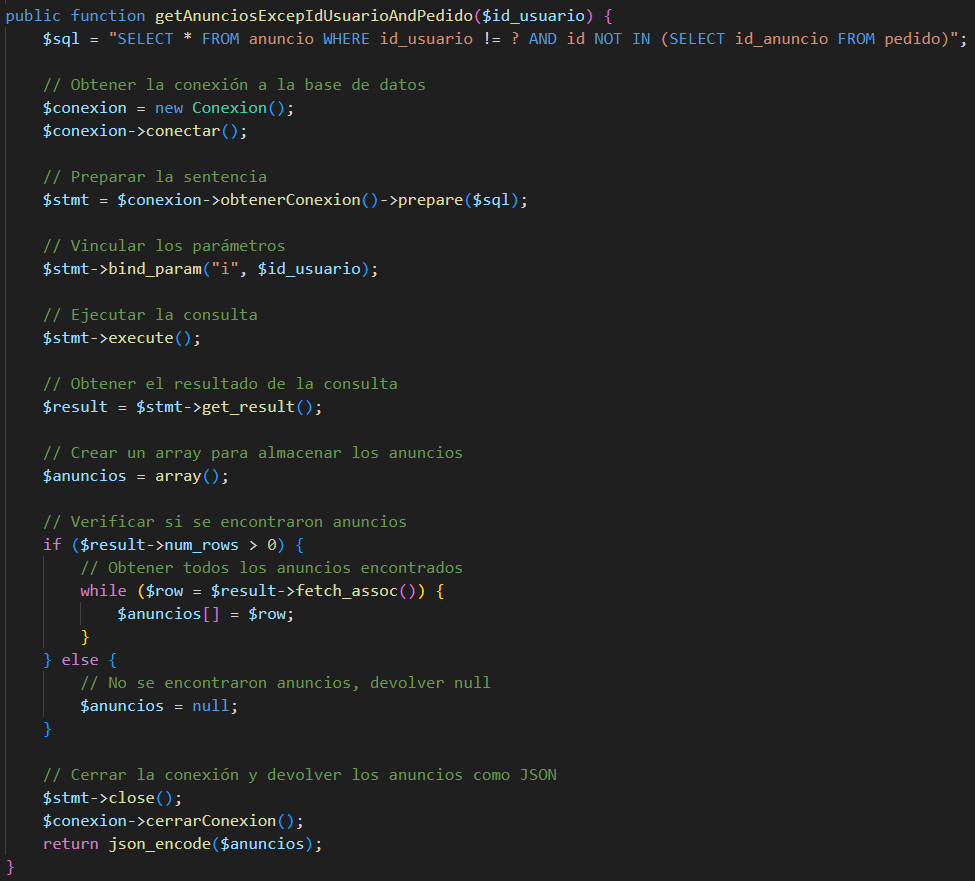 public function getAnunciosExcepIdUsuarioAndPedido($id_usuario) {
    $sql = "SELECT * FROM anuncio WHERE id_usuario != ? AND id NOT IN (SELECT id_anuncio FROM pedido)";

    // Obtener la conexión a la base de datos
    $conexion = new Conexion();
    $conexion->conectar();

    // Preparar la sentencia
    $stmt = $conexion->obtenerConexion()->prepare($sql);

    // Vincular los parámetros
    $stmt->bind_param("i", $id_usuario);

    // Ejecutar la consulta
    $stmt->execute();

    // Obtener el resultado de la consulta
    $result = $stmt->get_result();

    // Crear un array para almacenar los anuncios
    $anuncios = array();

    // Verificar si se encontraron anuncios
    if ($result->num_rows > 0) {
        // Obtener todos los anuncios encontrados
        while ($row = $result->fetch_assoc()) {
            $anuncios[] = $row;
        }
    } else {
        // No se encontraron anuncios, devolver null
        $anuncios = null;
    }

    // Cerrar la conexión y devolver los anuncios como JSON
    $stmt->close();
    $conexion->cerrarConexion();
    return json_encode($anuncios);
}